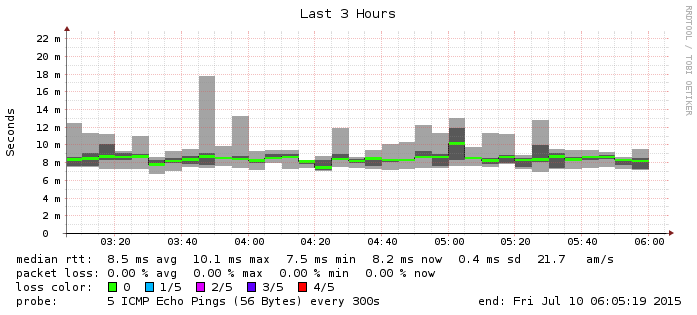 Last 3 Hours
RRDTOOL / TOBI OETIKER
Seconds
22 m
20 m
18 m
16 m
14 m
12 m
10 m
8 m
6 m
4 m
2 m
0
03:20 03:40 04:00 04:20 04:40 05:00 05:20 05:40 06:00
median rtt: 8.5 ms avg 10.1 ms max 7.5 ms min 8.2 ms now 0.4 ms sd 21.7 am/s
packet loss: 0.00 % avg 0.00 % max 0.00 % min 0.00 % now
loss color: 0 1/5 2/5 3/5 4/5
probe: 5 ICMP Echo Pings (56 Bytes) every 300s end: Fri Jul 10 06:05:19 2015